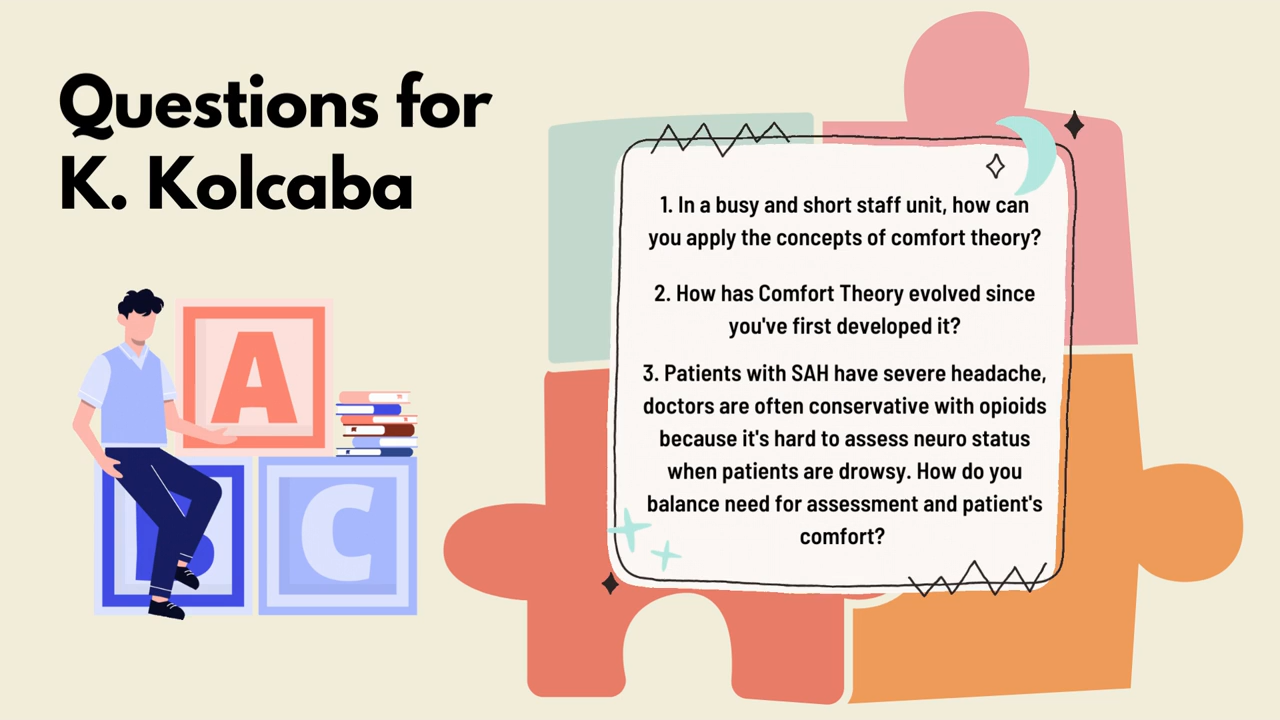 Questions for
K. Kolcaba
1. In a busy and short staff unit, how can
you apply the concepts of comfort theory?
2. How has Comfort Theory evolved since
you've first developed it?
3. Patients with SAH have severe headache,
doctors are often conservative with opioids
because it's hard to assess neuro status
when patients are drowsy. How do you
balance need for assessment and patient's
comfort?
A
B
C